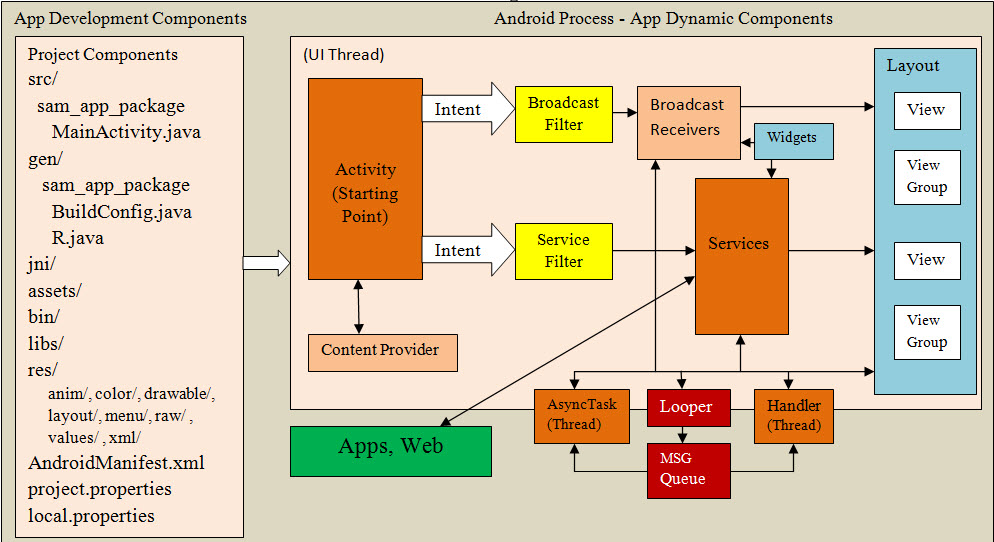 App Development Components
Project Components
src/
sam_app_package
MainActivity.java
gen/
sam_app_package
BuildConfig.java
R.java
jni/
assets/
bin/
libs/
res/
anim/, color/, drawable/,
layout/, menu/, raw/ ,
values/ , xml/
AndroidManifest.xml
project.properties
local.properties
Android Process - App Dynamic Components
(UI Thread)
Activity
(Starting
Point)
Intent
Broadcast
Filter
Broadcast
Receivers
Widgets
Intent
Service
Filter
Services
Content Provider
Layout
View
View
Group
View
View
Group
Apps, Web
AsyncTask
(Thread)
Looper
Handler
(Thread)
MSG
Queue